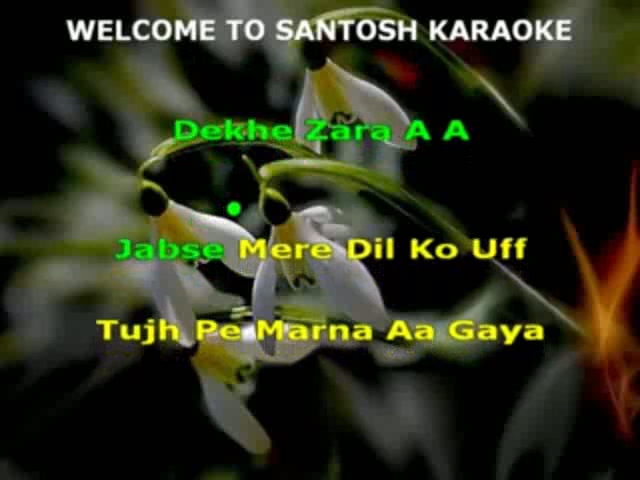 WELCOME TO SANTOSH KARAOKE
Dekhe Zara A A
Jabse Mere Dil Ko Uff
Tujh Pe Marna Aa Gaya